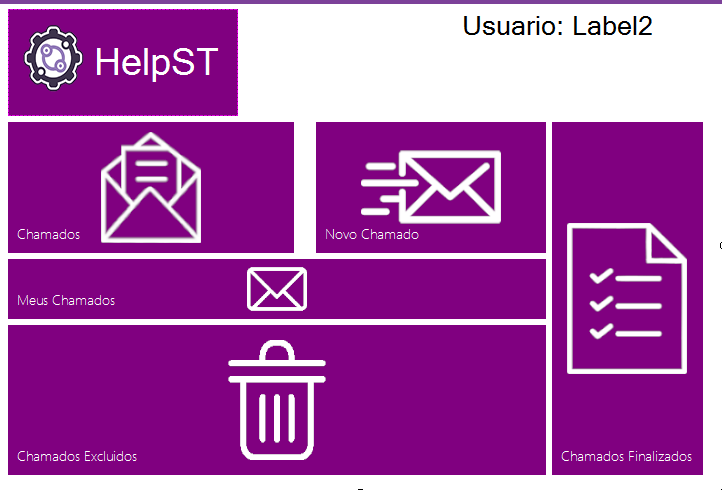 HelpST
Usuario: Label2
Chamados
Novo Chamado
Meus Chamados
Chamados Excluidos
Chamados Finalizados